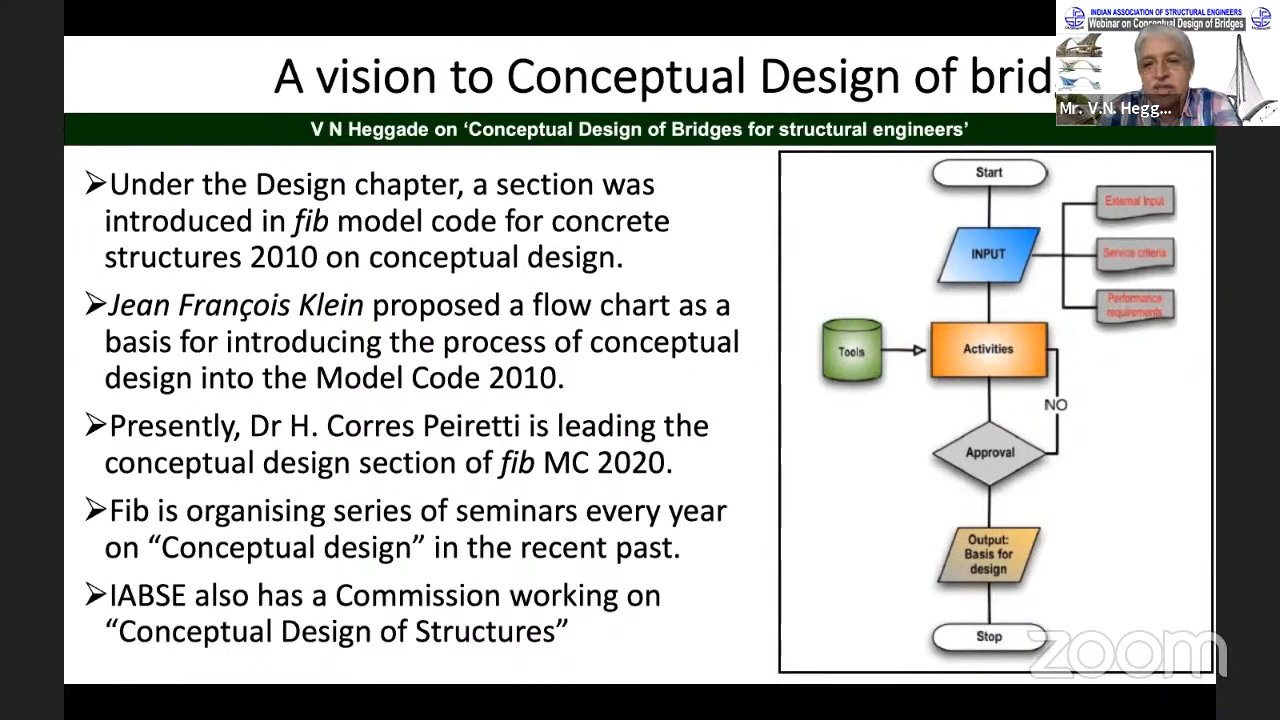 INDIAN ASSOCIATION OF STRUCTURAL ENGINEERS
Webinar on Conceptual Design of Bridges
Mr. V.N. Hegg...
A vision to Conceptual Design of brid
V N Heggade on ‘Conceptual Design of Bridges for structural engineers’
➢Under the Design chapter, a section was
introduced in fib model code for concrete
structures 2010 on conceptual design.
➢Jean François Klein proposed a flow chart as a
basis for introducing the process of conceptual
design into the Model Code 2010.
➢Presently, Dr H. Corres Peiretti is leading the
conceptual design section of fib MC 2020.
➢Fib is organising series of seminars every year
on “Conceptual design” in the recent past.
➢IABSE also has a Commission working on
“Conceptual Design of Structures”
Start
External Input
INPUT
Service criteria
Performance
requirements
Tools
Activities
NO
Approval
Output:
Basis for
design
Stop
zoom